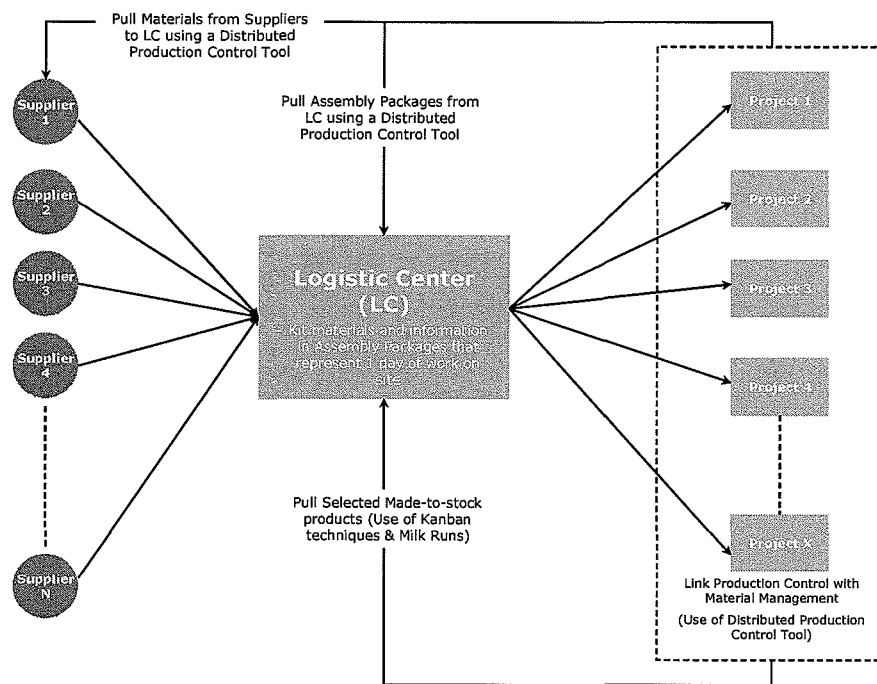 Pull Materials from Suppliers
to LC using a Distributed
Production Control Tool
Supplier
1
Supplier
2
Supplier
3
Supplier
4
Supplier
N
Pull Assembly Packages from
LC using a Distributed
Production Control Tool
Logistic Center
(LC)
Kit materials and information
in Assembly Packages that
represent 1 day of work on
site
Pull Selected Made-to-stock
products (Use of Kanban
techniques & Milk Runs)
Project 1
Project 2
Project 3
Project 4
Project X
Link Production Control with
Material Management
(Use of Distributed Production
Control Tool)